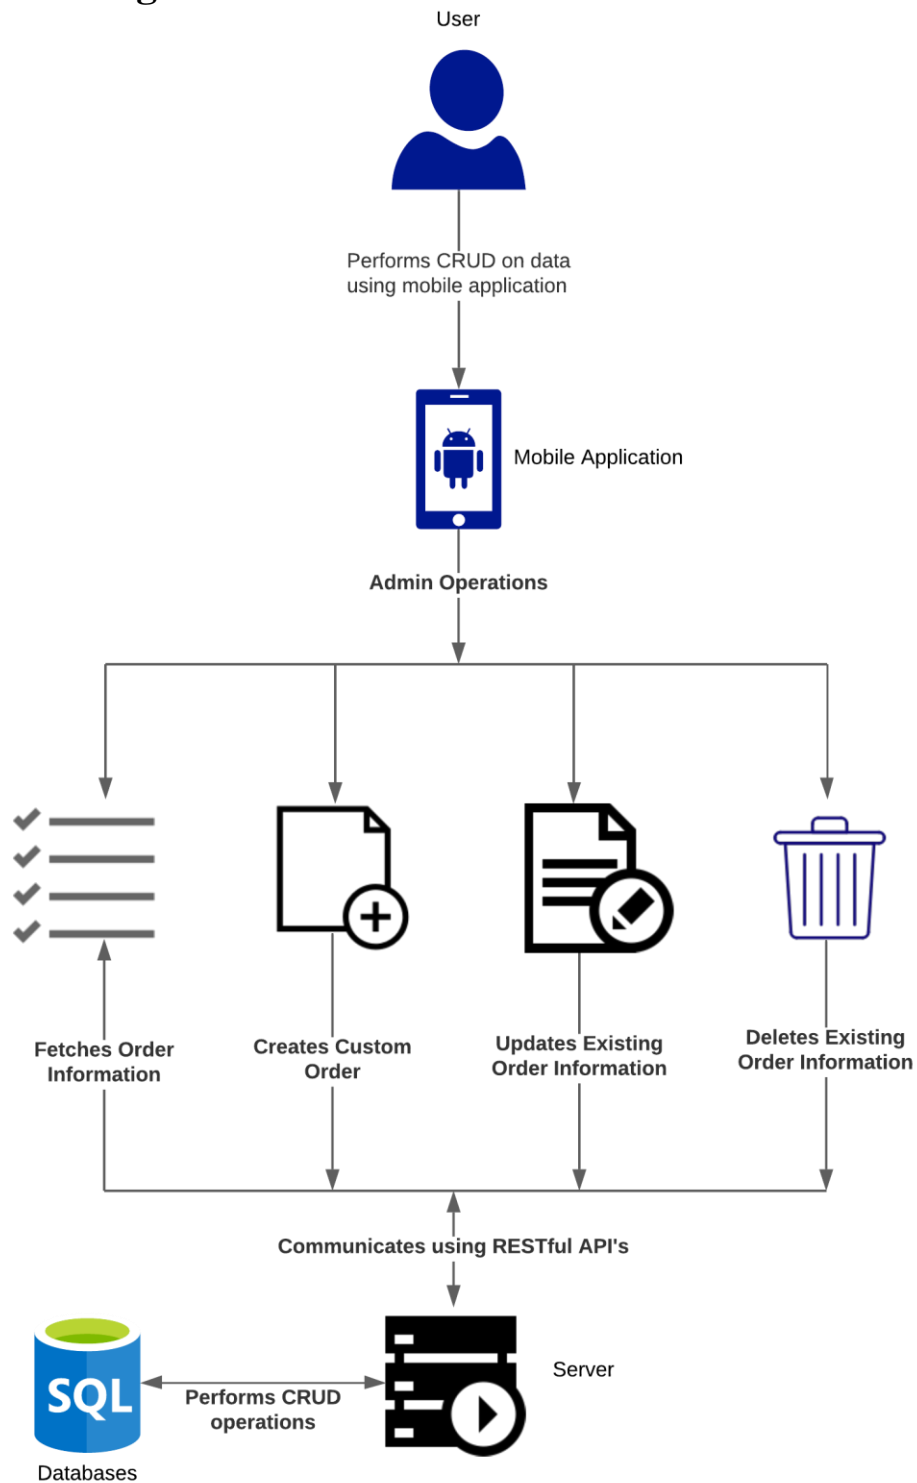 User
Performs CRUD on data
using mobile application
Mobile Application
Admin Operations
Fetches Order
Information
Creates Custom
Order
Updates Existing
Order Information
Deletes Existing
Order Information
Communicates using RESTful API's
Server
SQL
Performs CRUD
operations
Databases